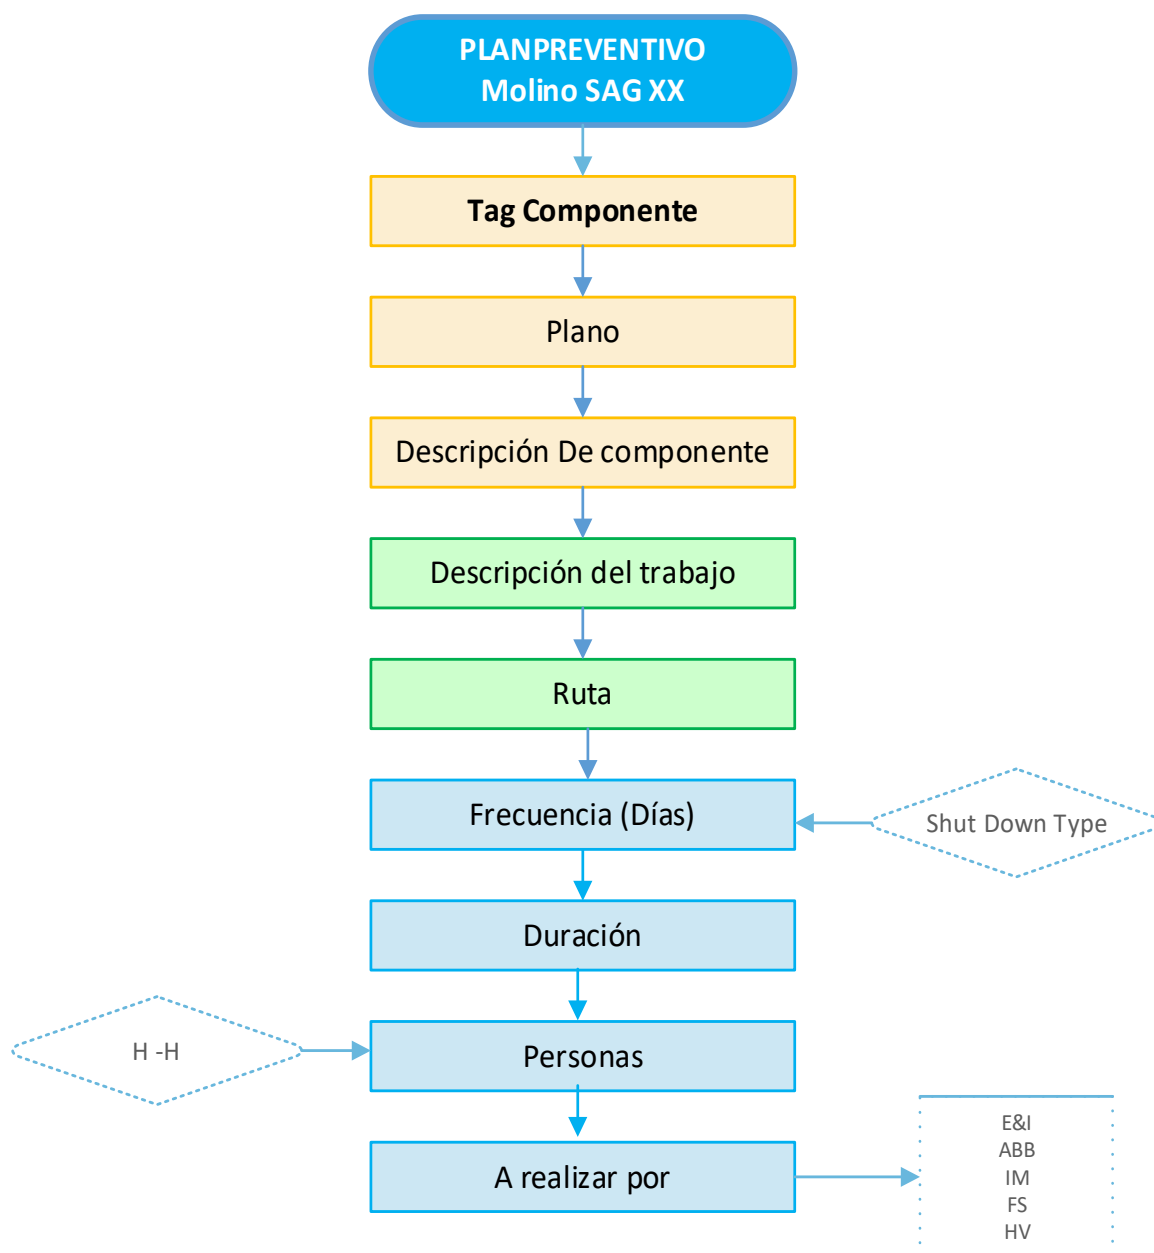 PLANPREVENTIVO
Molino SAG XX
Tag Componente
Plano
Descripción De componente
Descripción del trabajo
Ruta
Frecuencia (Días)
Shut Down Type
Duración
H -H
Personas
A realizar por
E&I
ABB
IM
FS
HV